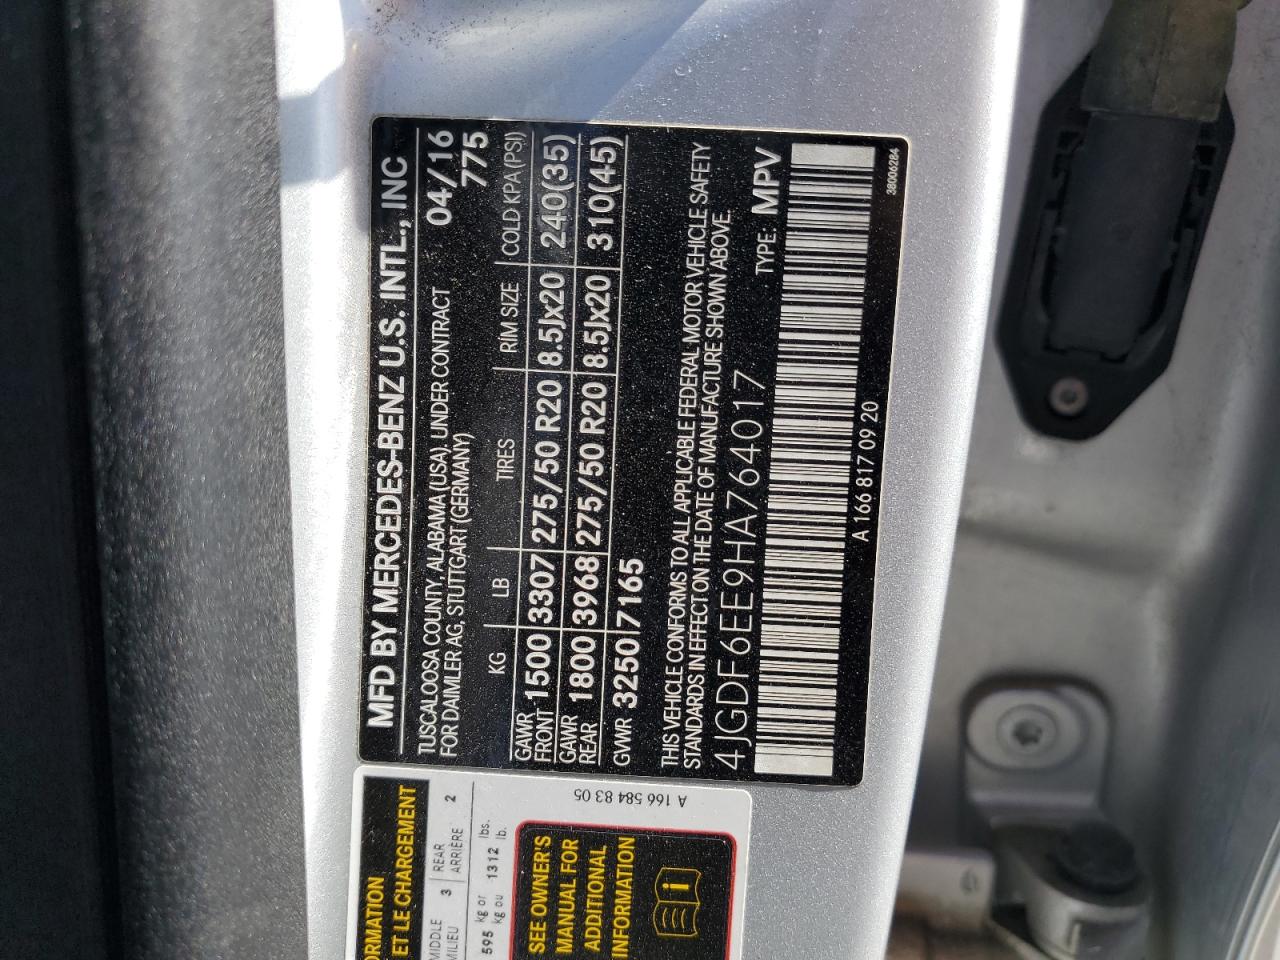 MFD BY MERCEDES-BENZ U.S. INTL., INC
TUSCALOOSA COUNTY, ALABAMA (USA), UNDER CONTRACT 04/16
FOR DAIMLER AG, STUTTGART (GERMANY) 775
KG LB TIRES RIM SIZE COLD KPA (PSI)
GAWR FRONT 1500 3307 275/50 R20 8.5Jx20 240(35)
GAWR REAR 1800 3968 275/50 R20 8.5Jx20 310(45)
GVWR 3250 7165
THIS VEHICLE CONFORMS TO ALL APPLICABLE FEDERAL MOTOR VEHICLE SAFETY
STANDARDS IN EFFECT ON THE DATE OF MANUFACTURE SHOWN ABOVE.
4JGDF6EE9HA764017 TYPE: MPV
A 166 817 09 20 38006284
ET LE CHARGEMENT
REAR 2
ARRIÈRE
3
595 kg or 1312 lbs.
kg ou lb.
SEE OWNER'S
MANUAL FOR
ADDITIONAL
INFORMATION
i
A 166 584 83 05